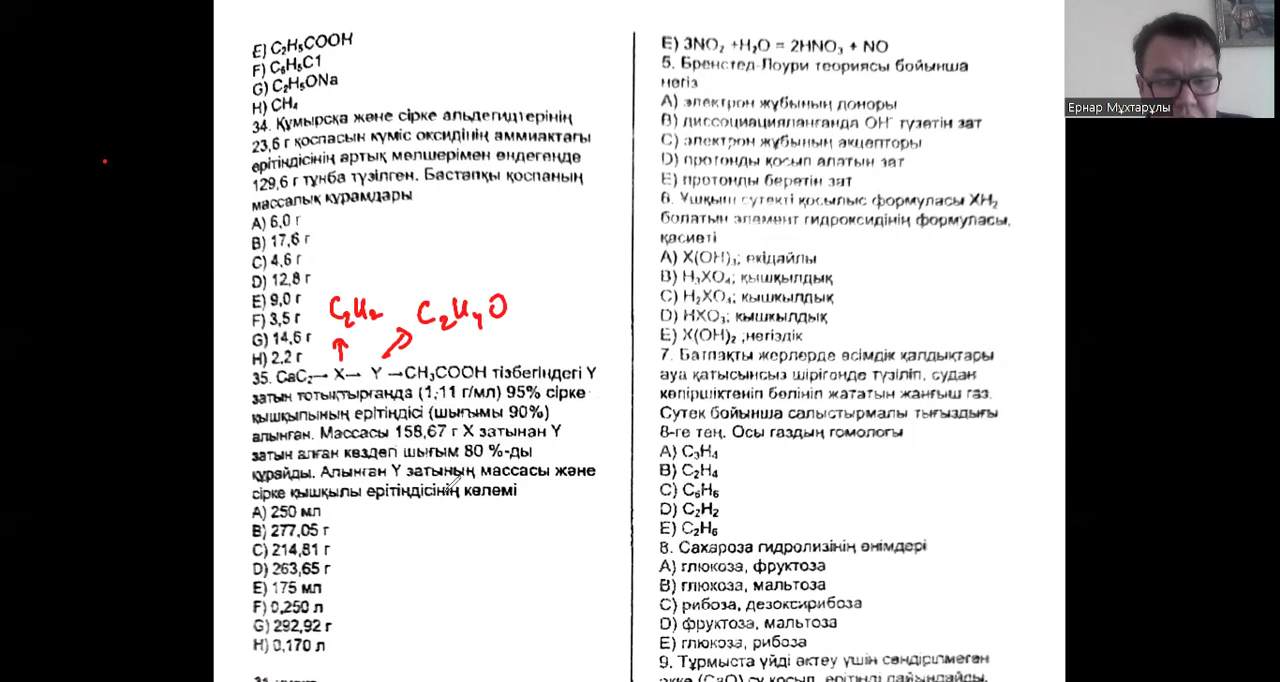 E) C₂H₅COOH
F) C₆H₅C1
G) C₂H₅ONa
H) CH₄
34. Құмырсқа және сірке альдегидтерінің
23,6 г қоспасын күміс оксидінің аммиактағы
ерітіндісінің артық мөлшерімен өңдегенде
129,6 г тұнба түзілген. Бастапқы қоспаның
массалық құрамдары
A) 6,0 г
B) 17,6 г
C) 4,6 г
D) 12,8 г
E) 9,0 г
F) 3,5 г
G) 14,6 г
H) 2,2 г
C₂H₂
C₂H₄O
35. CaC₂→ X→ Y →CH₃COOH тізбегіндегі Y
затын тотықтырғанда (1,11 г/мл) 95% сірке
қышқылының ерітіндісі (шығымы 90%)
алынған. Массасы 158,67 г X затынан Y
затын алған кездегі шығым 80 %-ды
құрайды. Алынған Y затының массасы және
сірке қышқылы ерітіндісінің көлемі
A) 250 мл
B) 277,05 г
C) 214,81 г
D) 263,65 г
E) 175 мл
F) 0,250 л
G) 292,92 г
H) 0,170 л
E) 3NO₂ +H₂O = 2HNO₃ + NO
5. Бренстед-Лоури теориясы бойынша
негіз
A) электрон жұбының доноры
B) диссоциацияланғанда OH⁻ түзетін зат
C) электрон жұбының акцепторы
D) протонды қосып алатын зат
E) протонды беретін зат
6. Ұшқыш сутекті қосылыс формуласы XH₂
болатын элемент гидроксидінің формуласы,
қасиеті
A) X(OH)₃; екідайлы
B) H₃XO₄; қышқылдық
C) H₂XO₄; қышқылдық
D) HXO₃; қышқылдық
E) X(OH)₂ ;негіздік
7. Батпақты жерлерде өсімдік қалдықтары
ауа қатысынсыз шірігенде түзіліп, судан
көпіршіктеніп бөлініп жататын жанғыш газ.
Сутек бойынша салыстырмалы тығыздығы
8-ге тең. Осы газдың гомологы
A) C₃H₄
B) C₂H₄
C) C₆H₆
D) C₂H₂
E) C₂H₆
8. Сахароза гидролизінің өнімдері
A) глюкоза, фруктоза
B) глюкоза, мальтоза
C) рибоза, дезоксирибоза
D) фруктоза, мальтоза
E) глюкоза, рибоза
9. Тұрмыста үйді әктеу үшін сөндірілмеген
әкке (CaO) су қосып, ерітінді дайындайды.
Ернар Мұхтарұлы